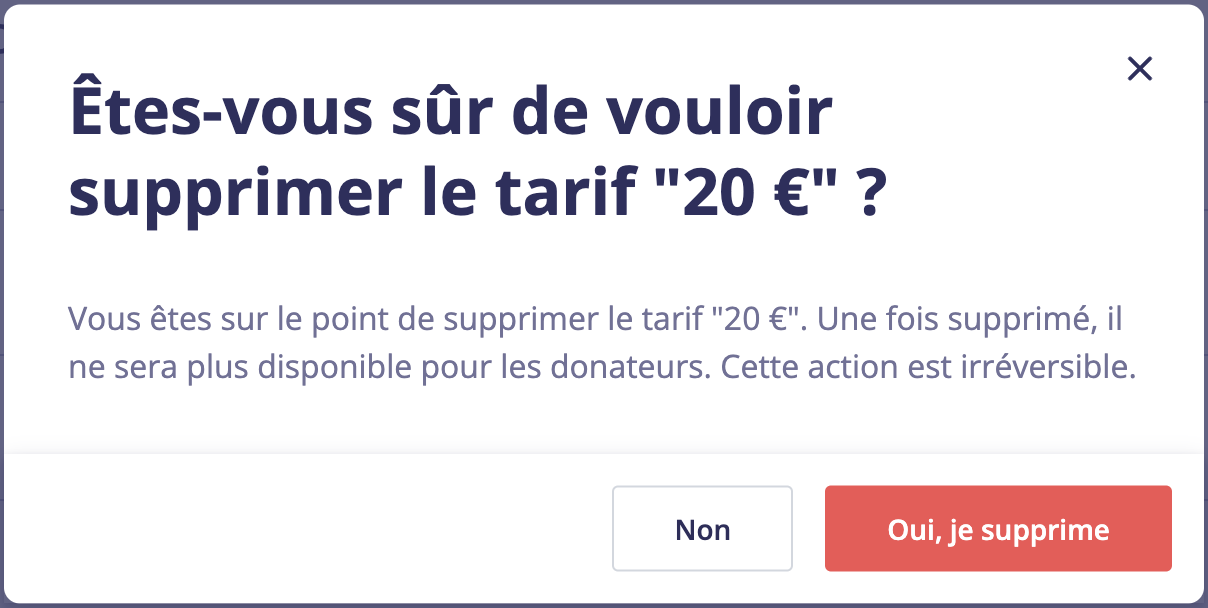 Êtes-vous sûr de vouloir
supprimer le tarif "20 €" ?
Vous êtes sur le point de supprimer le tarif "20 €". Une fois supprimé, il
ne sera plus disponible pour les donateurs. Cette action est irréversible.
Non
Oui, je supprime